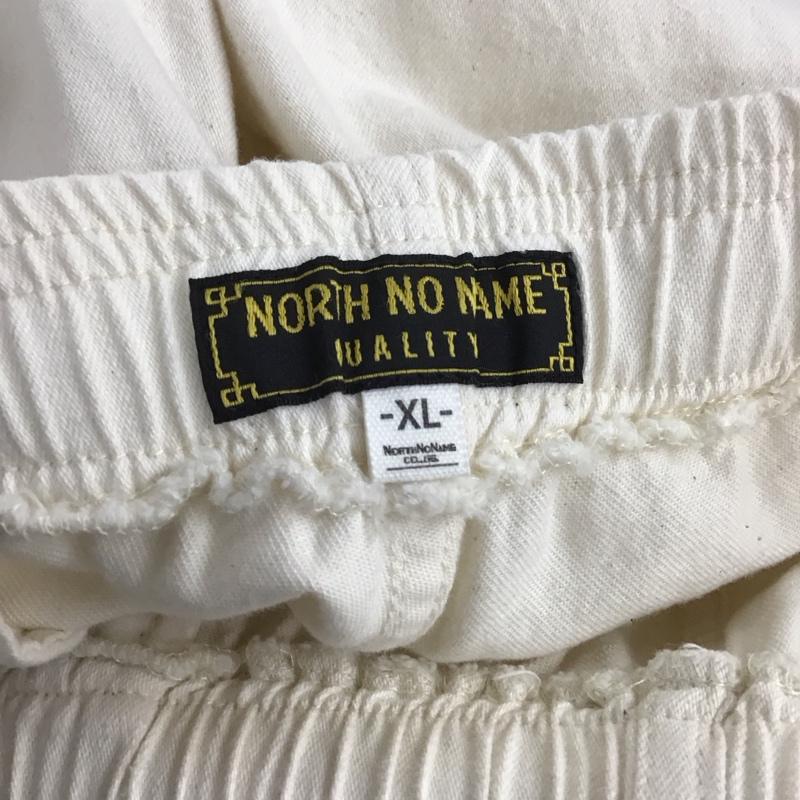 NORTH NO NAME
QUALITY
-XL-
NORTHNONAME
CO.,LTD.